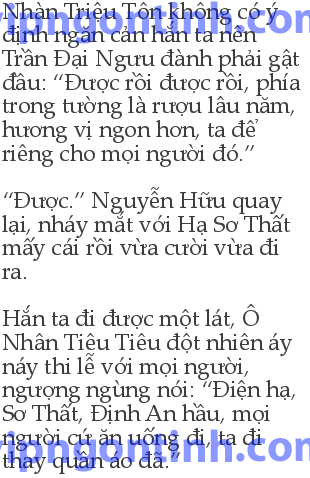 Nhàn Triệu Tôn không có ý
định ngăn cản hắn ta nên
Trần Đại Ngưu đành phải gật
đầu: “Được rồi được rồi, phía
trong tường là rượu lâu năm,
hương vị ngon hơn, ta để
riêng cho mọi người đó.”
“Được.” Nguyễn Hữu quay
lại, nháy mắt với Hạ Sơ Thất
mấy cái rồi vừa cười vừa đi
ra.
Hắn ta đi được một lát, Ô
Nhân Tiêu Tiêu đột nhiên áy
náy thi lễ với mọi người,
ngượng ngùng nói: “Điện hạ,
Sơ Thất, Định An hầu, mọi
người cứ ăn uống đi, ta đi
thay quần áo đã.”
vipngontinh.com
vipngontinh.com